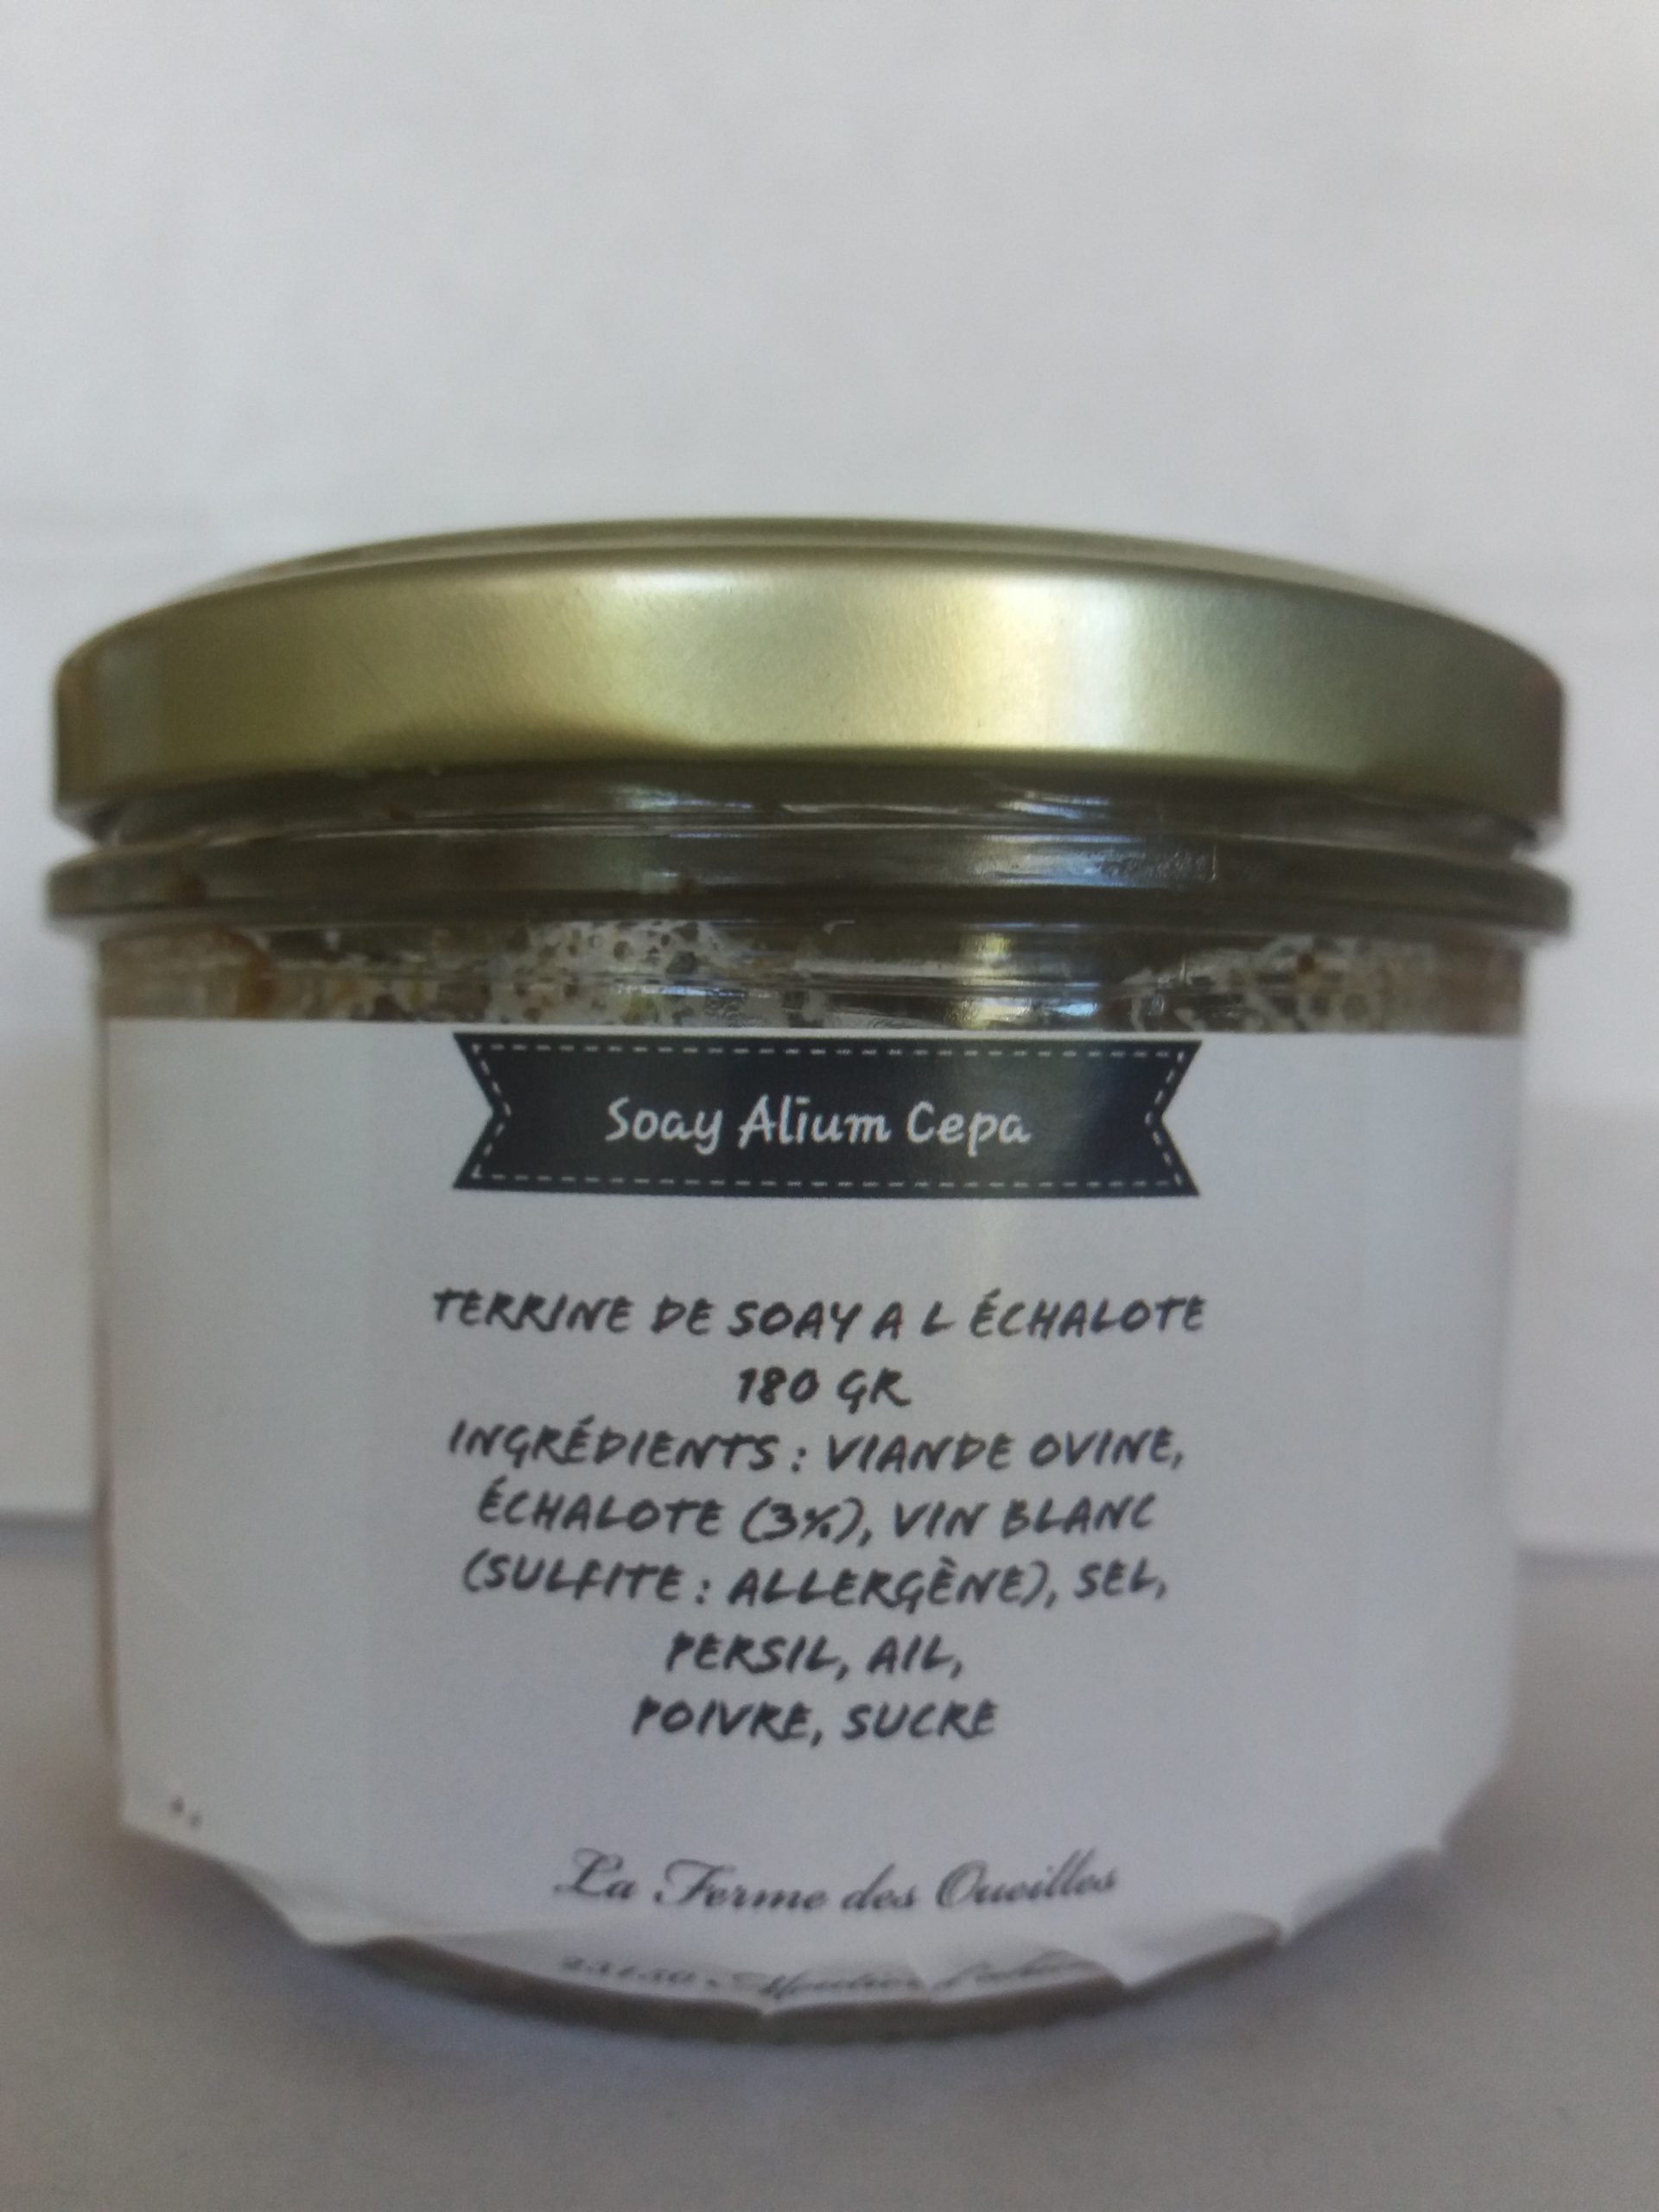 Soay Alium Cepa
TERRINE DE SOAY A L ÉCHALOTE
180 GR
INGRÉDIENTS : VIANDE OVINE,
ÉCHALOTE (3%), VIN BLANC
(SULFITE : ALLERGÈNE), SEL,
PERSIL, AIL,
POIVRE, SUCRE
La Ferme des Oueilles